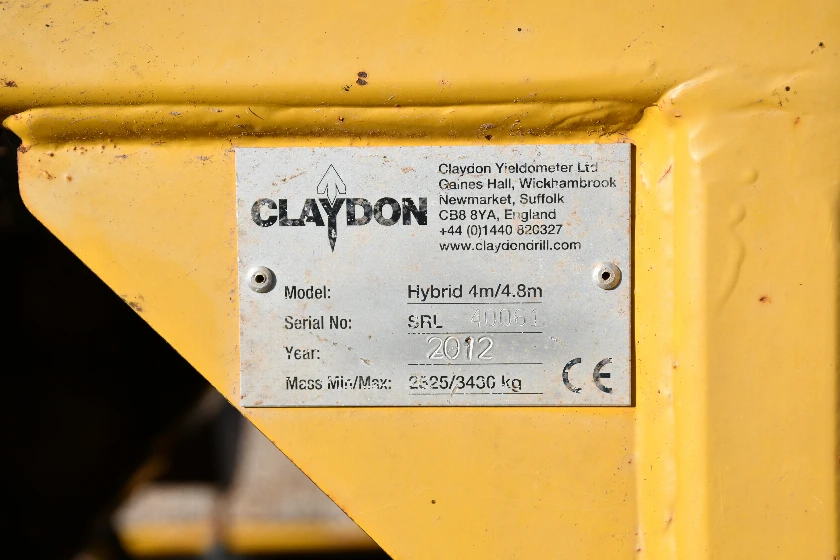 CLAYDON
Claydon Yieldometer Ltd
Gaines Hall, Wickhambrook
Newmarket, Suffolk
CB8 8YA, England
+44 (0)1440 820327
www.claydondrill.com
Model: Hybrid 4m/4.8m
Serial No: SRL 40061
Year: 2012
Mass Min/Max: 2525/3430 kg
CE